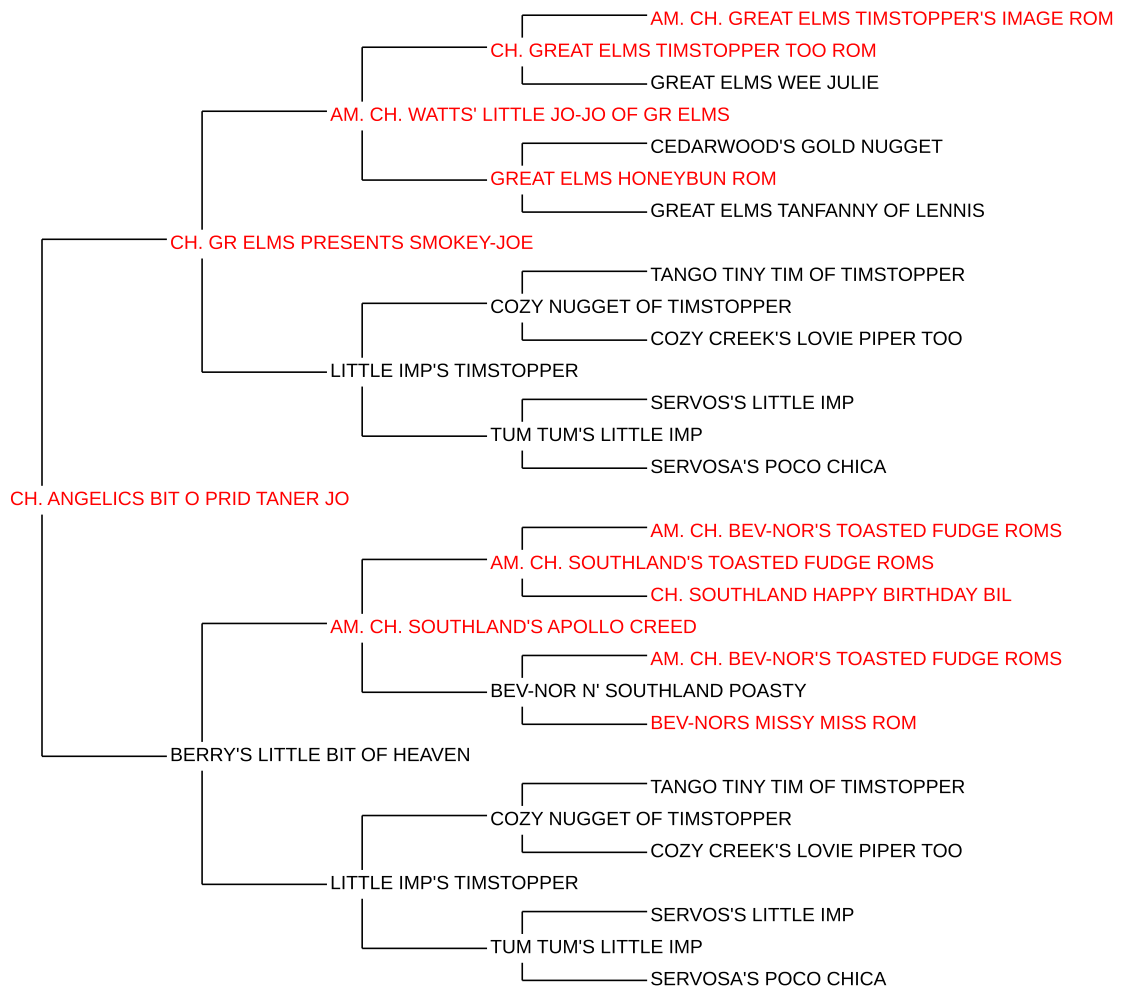 AM. CH. GREAT ELMS TIMSTOPPER'S IMAGE ROM
CH. GREAT ELMS TIMSTOPPER TOO ROM
GREAT ELMS WEE JULIE
AM. CH. WATTS' LITTLE JO-JO OF GR ELMS
CEDARWOOD'S GOLD NUGGET
GREAT ELMS HONEYBUN ROM
GREAT ELMS TANFANNY OF LENNIS
CH. GR ELMS PRESENTS SMOKEY-JOE
TANGO TINY TIM OF TIMSTOPPER
COZY NUGGET OF TIMSTOPPER
COZY CREEK'S LOVIE PIPER TOO
LITTLE IMP'S TIMSTOPPER
SERVOS'S LITTLE IMP
TUM TUM'S LITTLE IMP
SERVOSA'S POCO CHICA
CH. ANGELICS BIT O PRID TANER JO
AM. CH. BEV-NOR'S TOASTED FUDGE ROMS
AM. CH. SOUTHLAND'S TOASTED FUDGE ROMS
CH. SOUTHLAND HAPPY BIRTHDAY BIL
AM. CH. SOUTHLAND'S APOLLO CREED
AM. CH. BEV-NOR'S TOASTED FUDGE ROMS
BEV-NOR N' SOUTHLAND POASTY
BEV-NORS MISSY MISS ROM
BERRY'S LITTLE BIT OF HEAVEN
TANGO TINY TIM OF TIMSTOPPER
COZY NUGGET OF TIMSTOPPER
COZY CREEK'S LOVIE PIPER TOO
LITTLE IMP'S TIMSTOPPER
SERVOS'S LITTLE IMP
TUM TUM'S LITTLE IMP
SERVOSA'S POCO CHICA